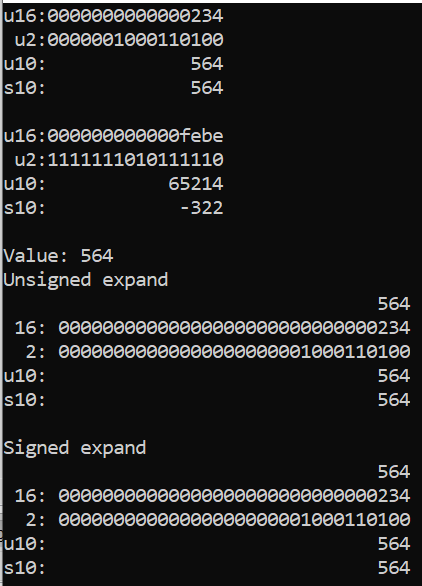 u16:0000000000000234
 u2:0000001000110100
u10:             564
s10:             564

u16:000000000000febe
 u2:1111111010111110
u10:           65214
s10:            -322

Value: 564
Unsigned expand
                                  564
 16: 00000000000000000000000000000234
  2: 00000000000000000000001000110100
u10:                              564
s10:                              564

Signed expand
                                  564
 16: 00000000000000000000000000000234
  2: 00000000000000000000001000110100
u10:                              564
s10:                              564